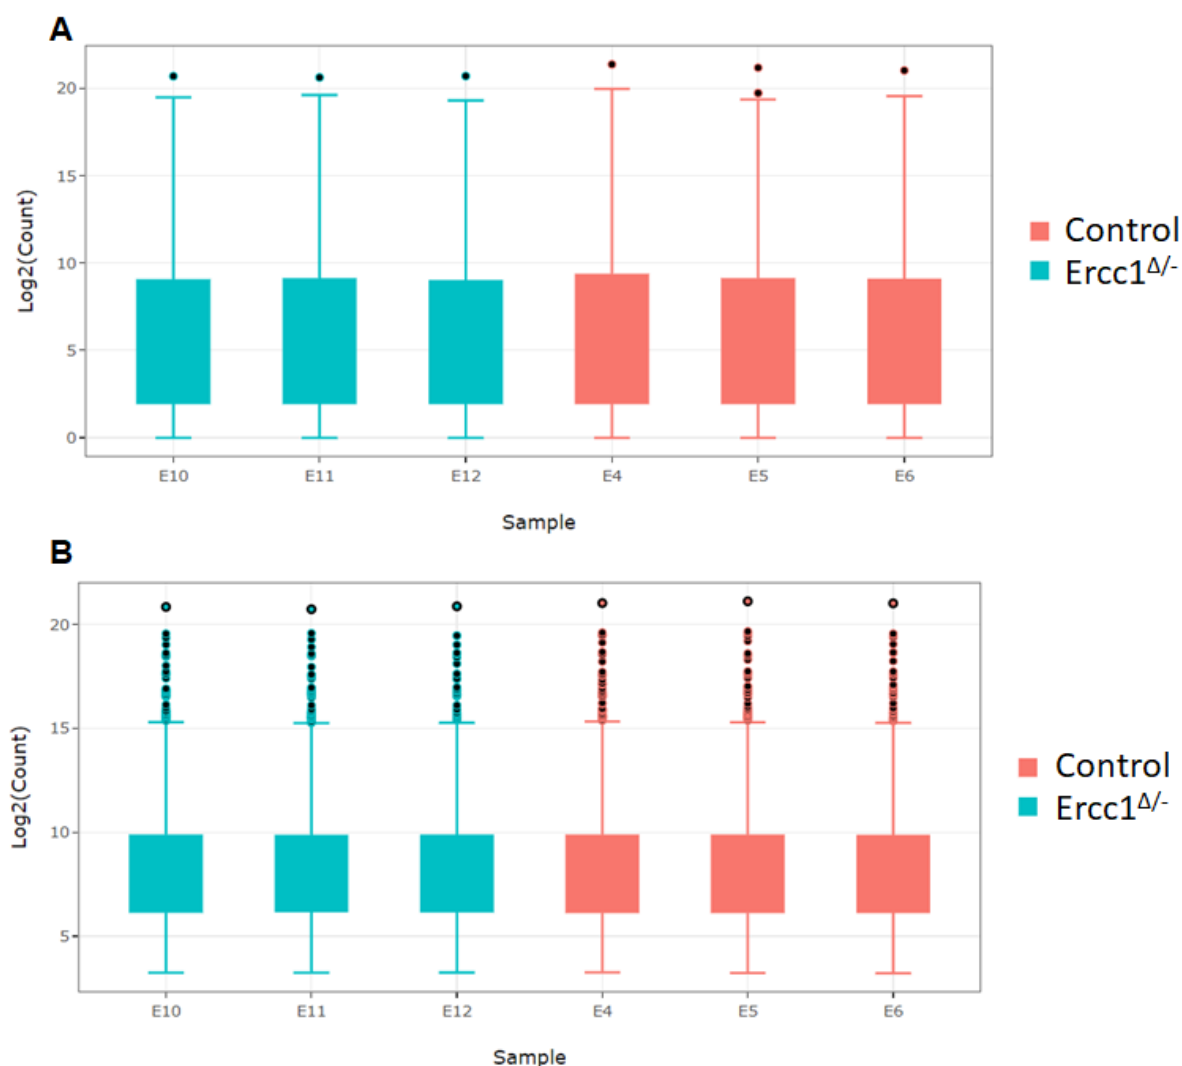 A
Log2(Count)
20
15
10
5
0
E10 E11 E12 E4 E5 E6
Sample
Control
Ercc1Δ/-
B
Log2(Count)
20
15
10
5
E10 E11 E12 E4 E5 E6
Sample
Control
Ercc1Δ/-